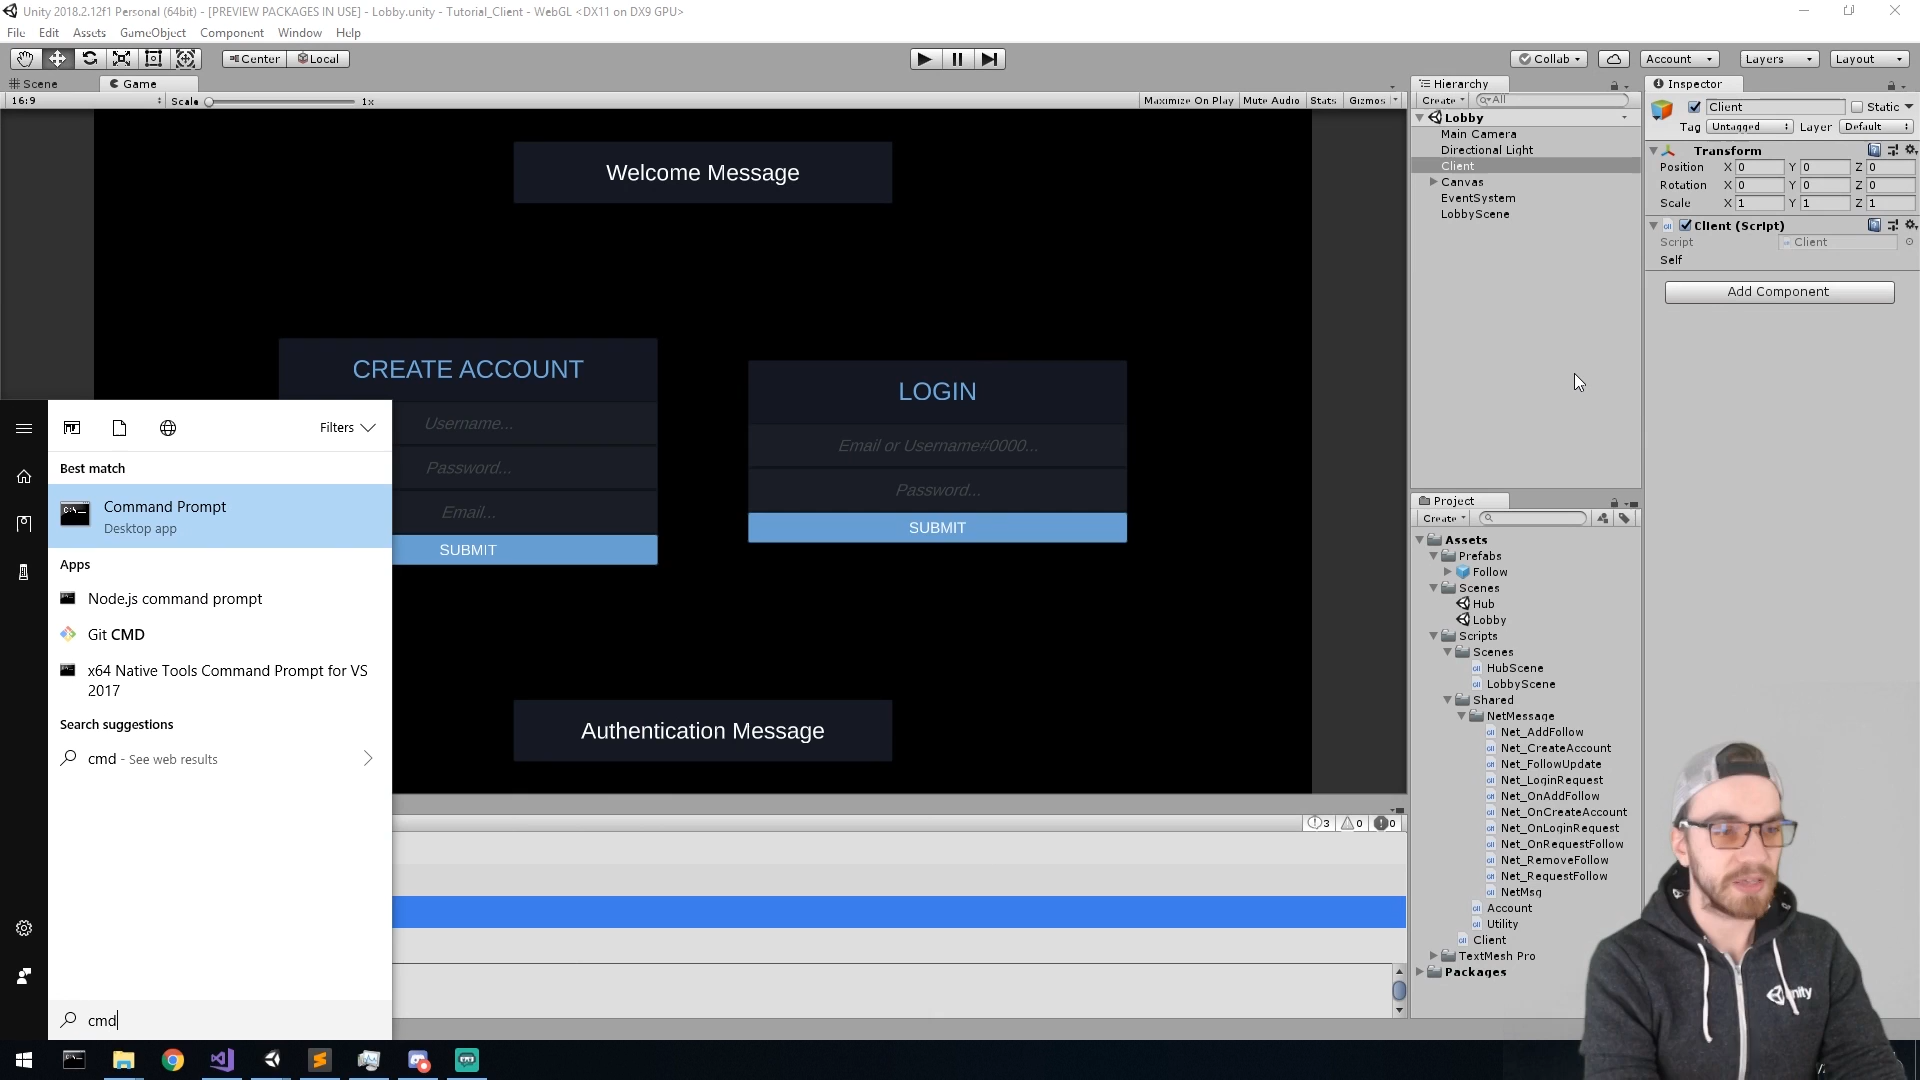 Unity 2018.2.12f1 Personal (64bit) - [PREVIEW PACKAGES IN USE] - Lobby.unity - Tutorial_Client - WebGL <DX11 on DX9 GPU>
File Edit Assets GameObject Component Window Help
Center Local
Collab Account Layers Layout
Scene Game
16:9 Scale 1x Maximize On Play Mute Audio Stats Gizmos
Welcome Message
CREATE ACCOUNT
Username...
Password...
Email...
SUBMIT
LOGIN
Email or Username#0000...
Password...
SUBMIT
Authentication Message
3 0 0
Hierarchy
Create All
Lobby
Main Camera
Directional Light
Client
Canvas
EventSystem
LobbyScene
Inspector
Client Static
Tag Untagged Layer Default
Transform
Position X 0 Y 0 Z 0
Rotation X 0 Y 0 Z 0
Scale X 1 Y 1 Z 1
Client (Script)
Script Client
Self
Add Component
Project
Create
Assets
Prefabs
Follow
Scenes
Hub
Lobby
Scripts
Scenes
HubScene
LobbyScene
Shared
NetMessage
Net_AddFollow
Net_CreateAccount
Net_FollowUpdate
Net_LoginRequest
Net_OnAddFollow
Net_OnCreateAccount
Net_OnLoginRequest
Net_OnRequestFollow
Net_RemoveFollow
Net_RequestFollow
NetMsg
Account
Utility
Client
TextMesh Pro
Packages
Filters
Best match
Command Prompt
Desktop app
Apps
Node.js command prompt
Git CMD
x64 Native Tools Command Prompt for VS
2017
Search suggestions
cmd - See web results
cmd
unity